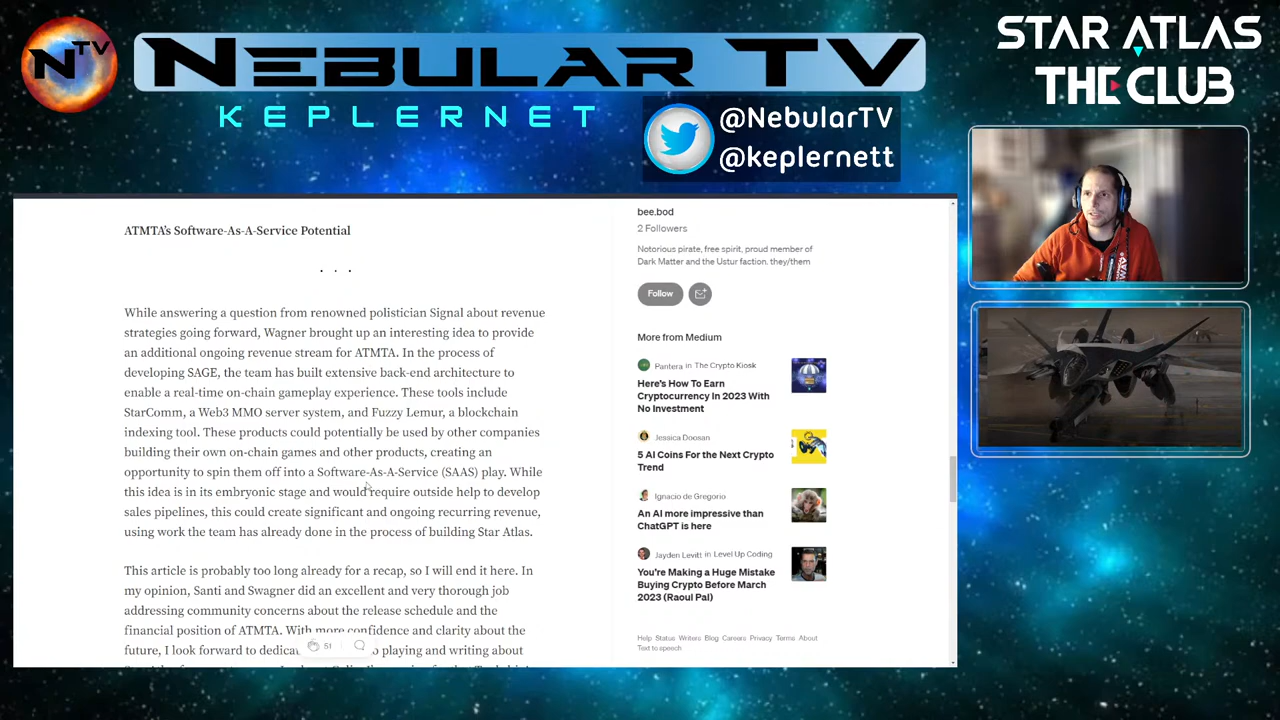 N TV
NEBULAR TV
KEPLERNET
@NebularTV
@keplernett
STAR ATLAS
THE CLUB
ATMTA's Software-As-A-Service Potential
. . .
While answering a question from renowned polistician Signal about revenue
strategies going forward, Wagner brought up an interesting idea to provide
an additional ongoing revenue stream for ATMTA. In the process of
developing SAGE, the team has built extensive back-end architecture to
enable a real-time on-chain gameplay experience. These tools include
StarComm, a Web3 MMO server system, and Fuzzy Lemur, a blockchain
indexing tool. These products could potentially be used by other companies
building their own on-chain games and other products, creating an
opportunity to spin them off into a Software-As-A-Service (SAAS) play. While
this idea is in its embryonic stage and would require outside help to develop
sales pipelines, this could create significant and ongoing recurring revenue,
using work the team has already done in the process of building Star Atlas.
This article is probably too long already for a recap, so I will end it here. In
my opinion, Santi and Swagner did an excellent and very thorough job
addressing community concerns about the release schedule and the
financial position of ATMTA. With more confidence and clarity about the
future, I look forward to playing and writing about
51
bee.bod
2 Followers
Notorious pirate, free spirit, proud member of
Dark Matter and the Ustur faction, they/them
Follow
More from Medium
Pantera in The Crypto Kiosk
Here's How To Earn
Cryptocurrency In 2023 With
No Investment
Jessica Doosan
5 AI Coins For the Next Crypto
Trend
Ignacio de Gregorio
An AI more impressive than
ChatGPT is here
Jayden Levitt in Level Up Coding
You're Making a Huge Mistake
Buying Crypto Before March
2023 (Raoul Pal)
Help Status Writers Blog Careers Privacy Terms About
Text to speech